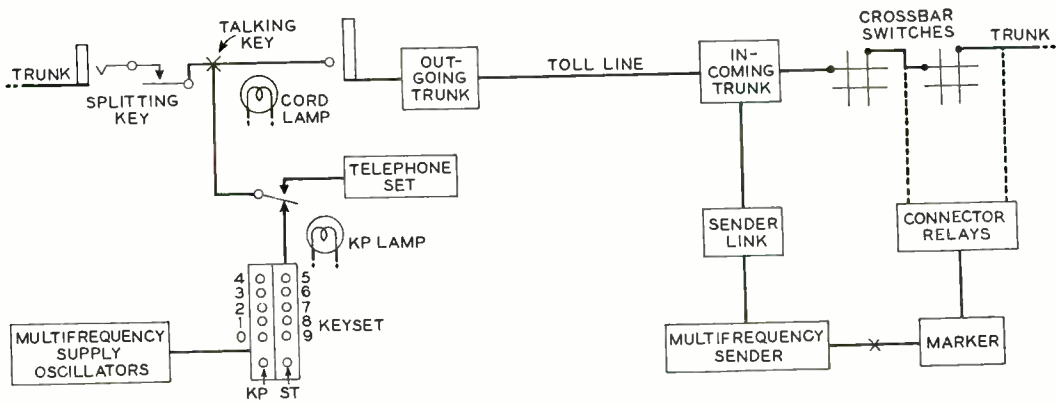 TALKING
KEY
TRUNK
SPLITTING
KEY
CORD
LAMP
OUT-
GOING
TRUNK
TOLL LINE
IN-
COMING
TRUNK
CROSSBAR
SWITCHES
TRUNK
TELEPHONE
SET
KP LAMP
4 5
3 6
2 7
1 8
0 9
KEYSET
KP ST
MULTIFREQUENCY
SUPPLY
OSCILLATORS
SENDER
LINK
CONNECTOR
RELAYS
MULTIFREQUENCY
SENDER
MARKER